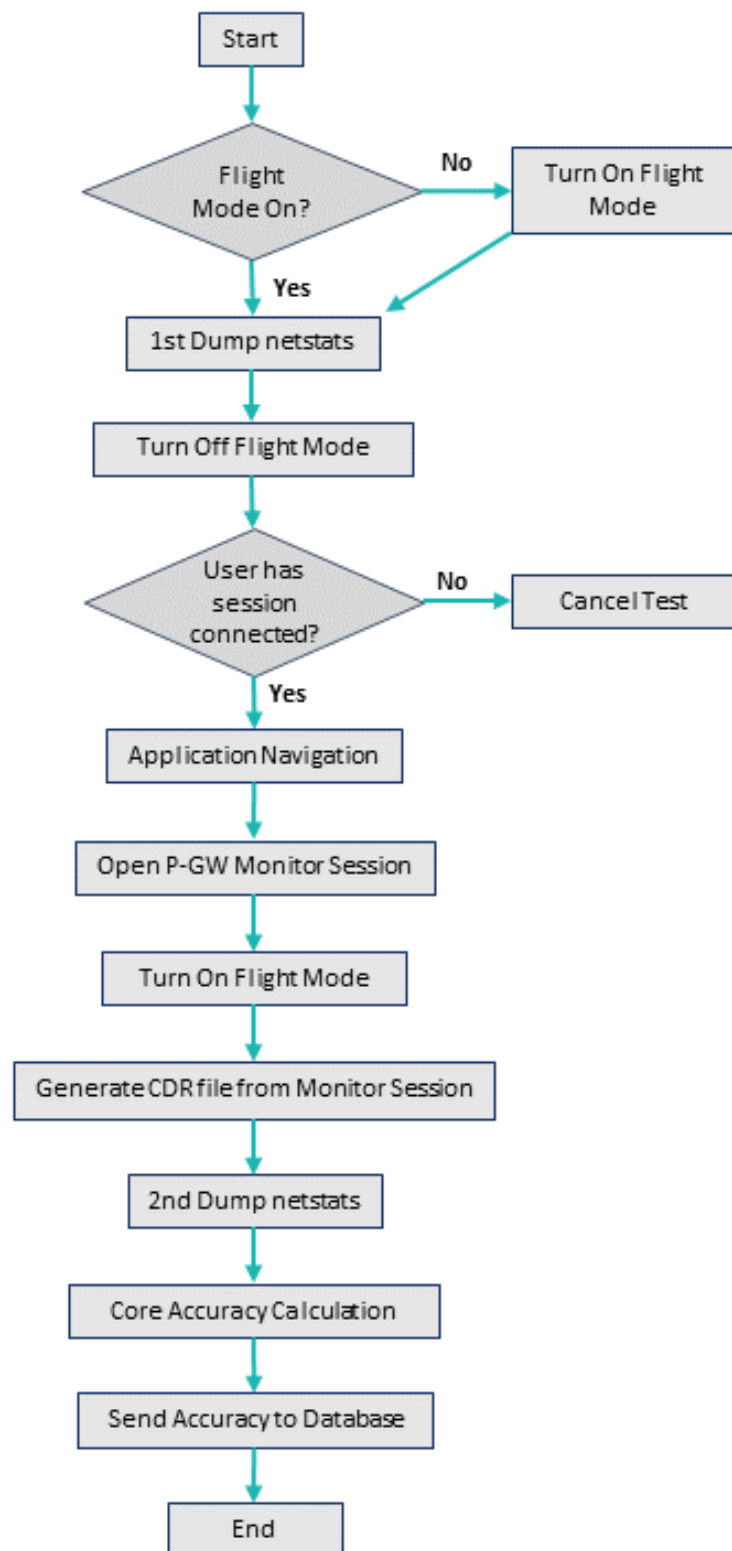 Start
Flight
Mode On?
No
Turn On Flight
Mode
Yes
1st Dump netstats
Turn Off Flight Mode
User has
session
connected?
No
Cancel Test
Yes
Application Navigation
Open P-GW Monitor Session
Turn On Flight Mode
Generate CDR file from Monitor Session
2nd Dump netstats
Core Accuracy Calculation
Send Accuracy to Database
End